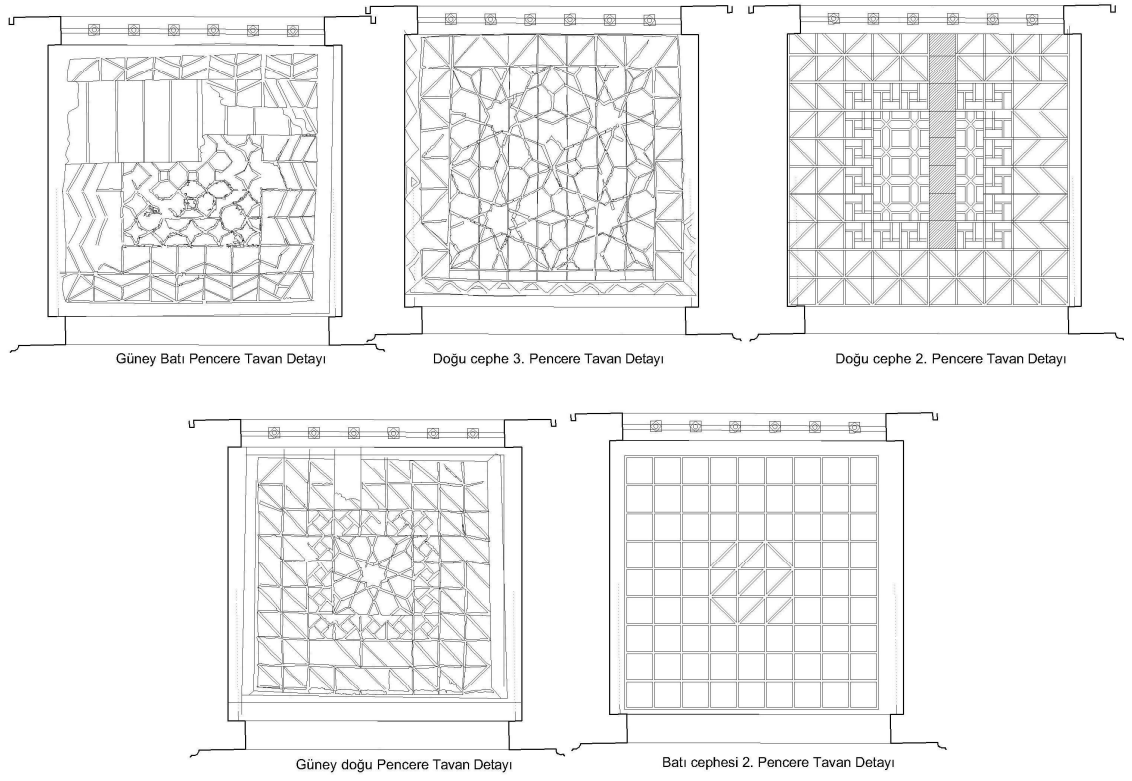 Güney Batı Pencere Tavan Detayı
Doğu cephe 3. Pencere Tavan Detayı
Doğu cephe 2. Pencere Tavan Detayı
Güney doğu Pencere Tavan Detayı
Batı cephesi 2. Pencere Tavan Detayı